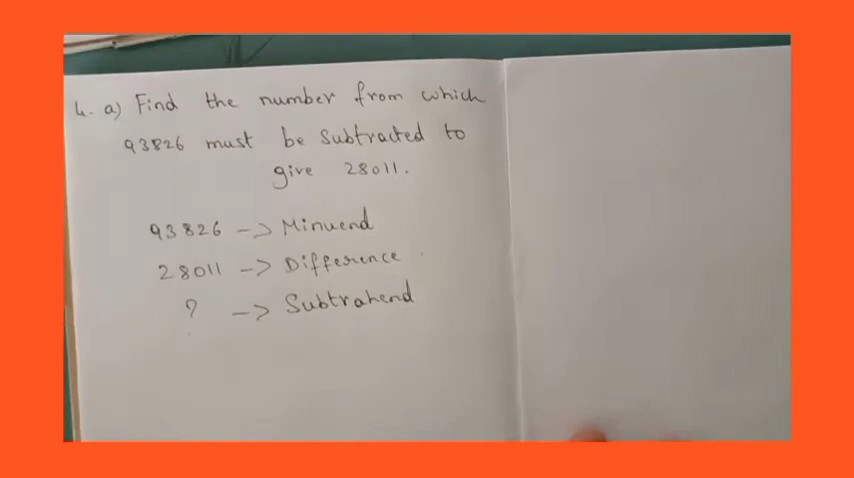 4. a) Find the number from which
93826 must be subtracted to
give 28011.
93826 -> Minuend
28011 -> Difference
? -> Subtrahend